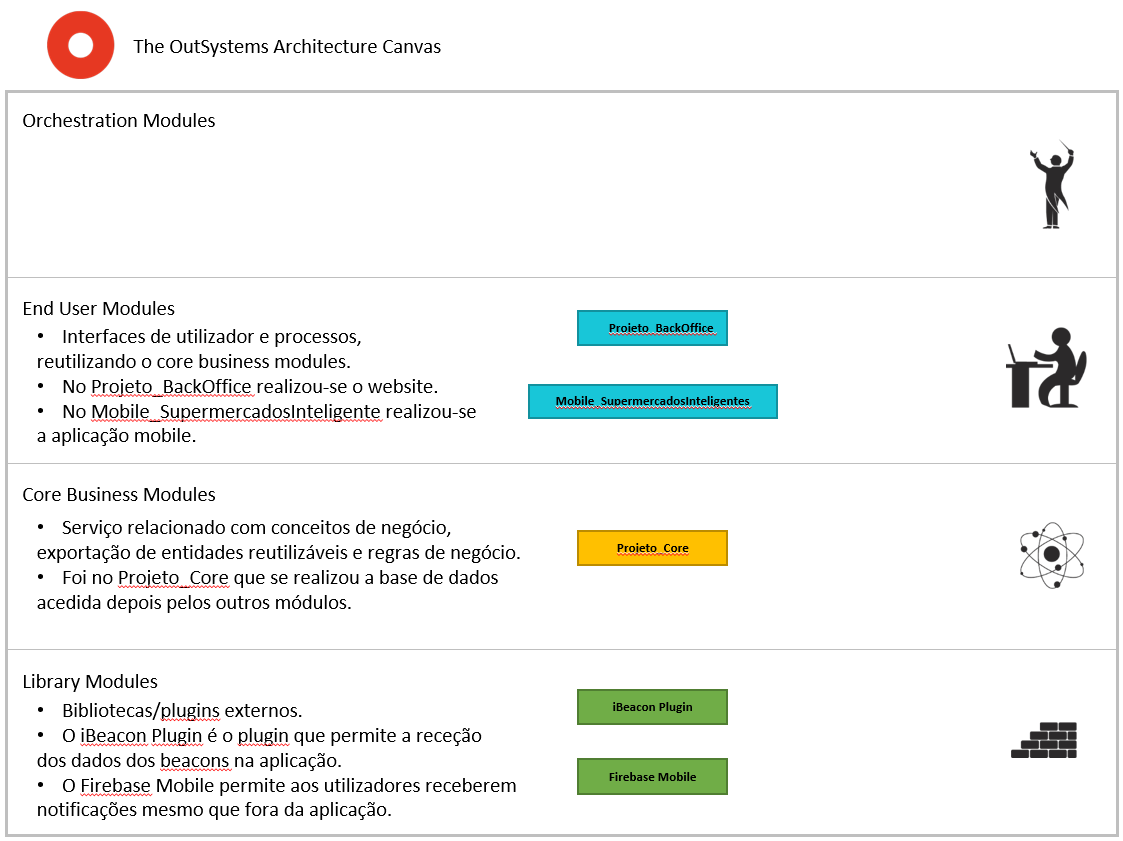 The OutSystems Architecture Canvas
Orchestration Modules
End User Modules
• Interfaces de utilizador e processos,
reutilizando o core business modules.
• No Projeto_BackOffice realizou-se o website.
• No Mobile_SupermercadosInteligente realizou-se
a aplicação mobile.
Projeto_BackOffice
Mobile_SupermercadosInteligentes
Core Business Modules
• Serviço relacionado com conceitos de negócio,
exportação de entidades reutilizáveis e regras de negócio.
• Foi no Projeto_Core que se realizou a base de dados
acedida depois pelos outros módulos.
Projeto_Core
Library Modules
• Bibliotecas/plugins externos.
• O iBeacon Plugin é o plugin que permite a receção
dos dados dos beacons na aplicação.
• O Firebase Mobile permite aos utilizadores receberem
notificações mesmo que fora da aplicação.
iBeacon Plugin
Firebase Mobile